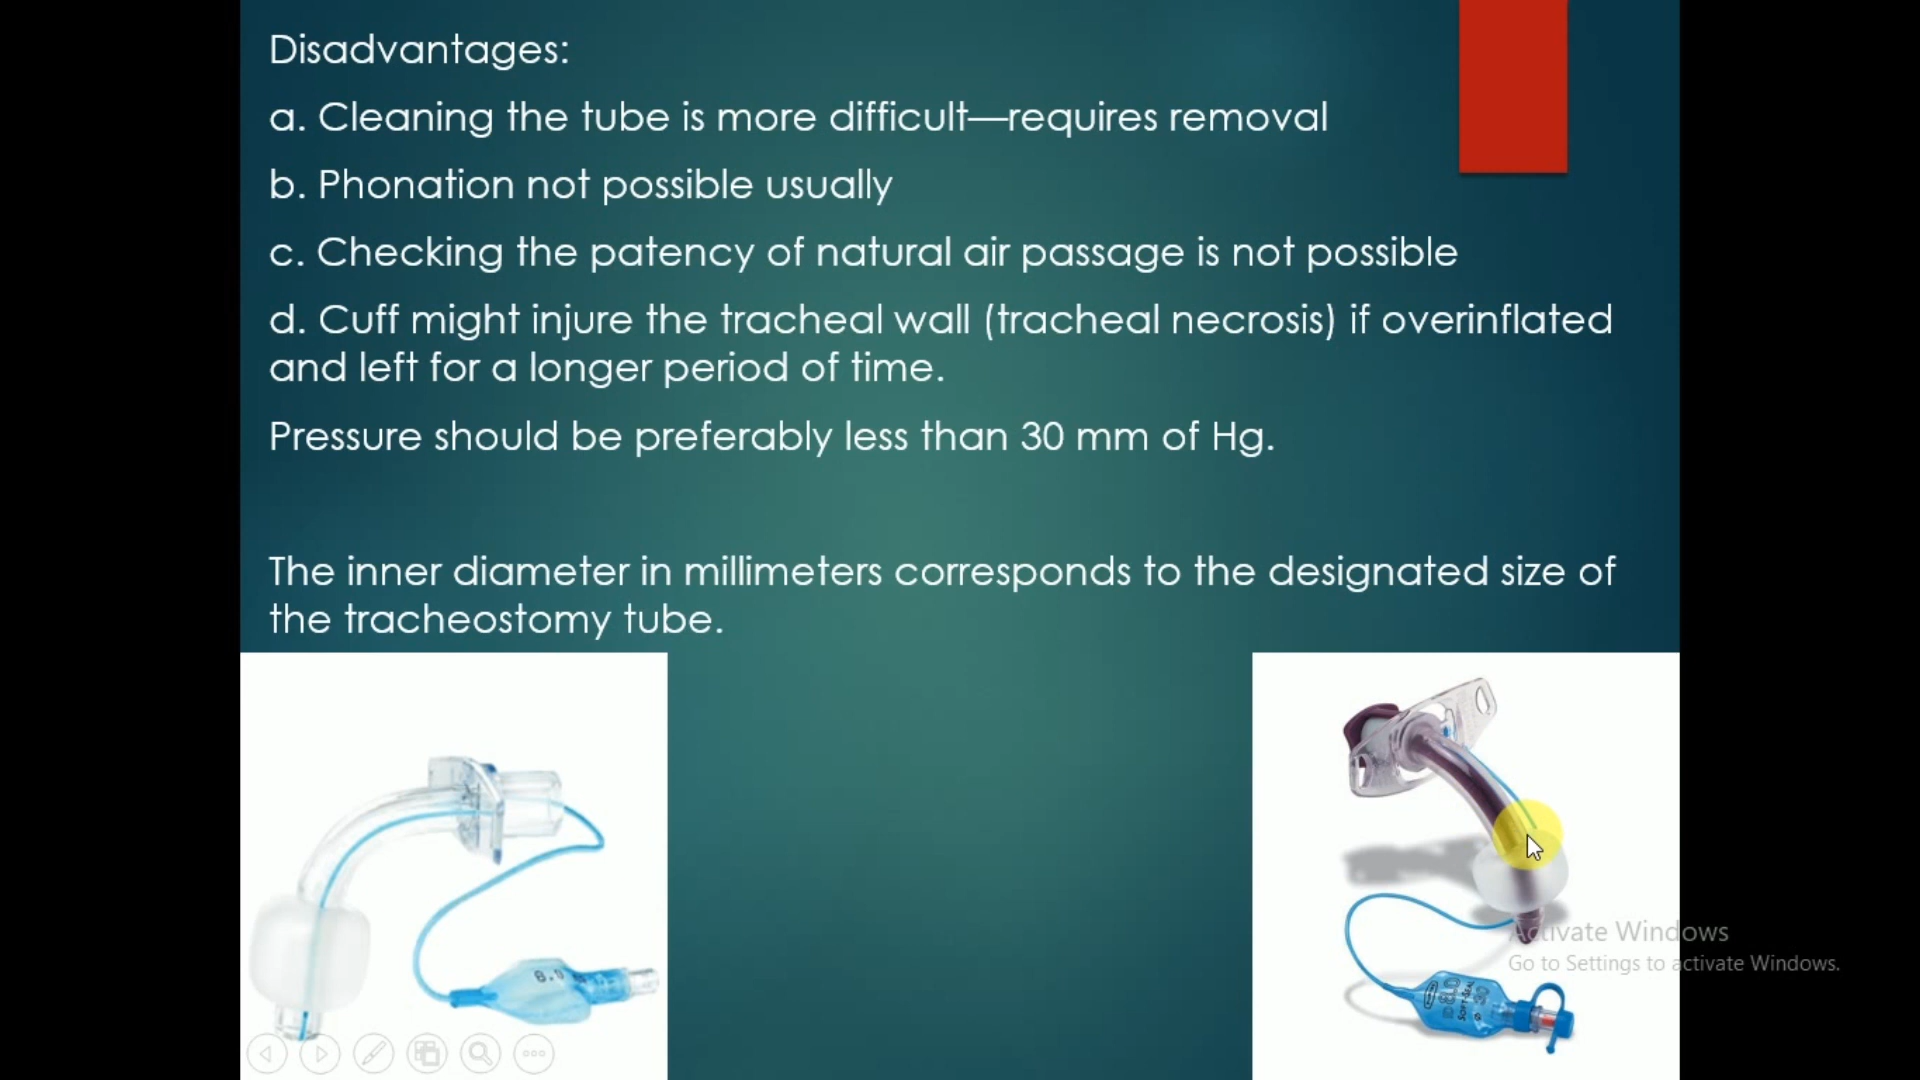 Disadvantages:
a. Cleaning the tube is more difficult—requires removal
b. Phonation not possible usually
c. Checking the patency of natural air passage is not possible
d. Cuff might injure the tracheal wall (tracheal necrosis) if overinflated
and left for a longer period of time.
Pressure should be preferably less than 30 mm of Hg.
The inner diameter in millimeters corresponds to the designated size of
the tracheostomy tube.
8.0
Activate Windows
Go to Settings to activate Windows.